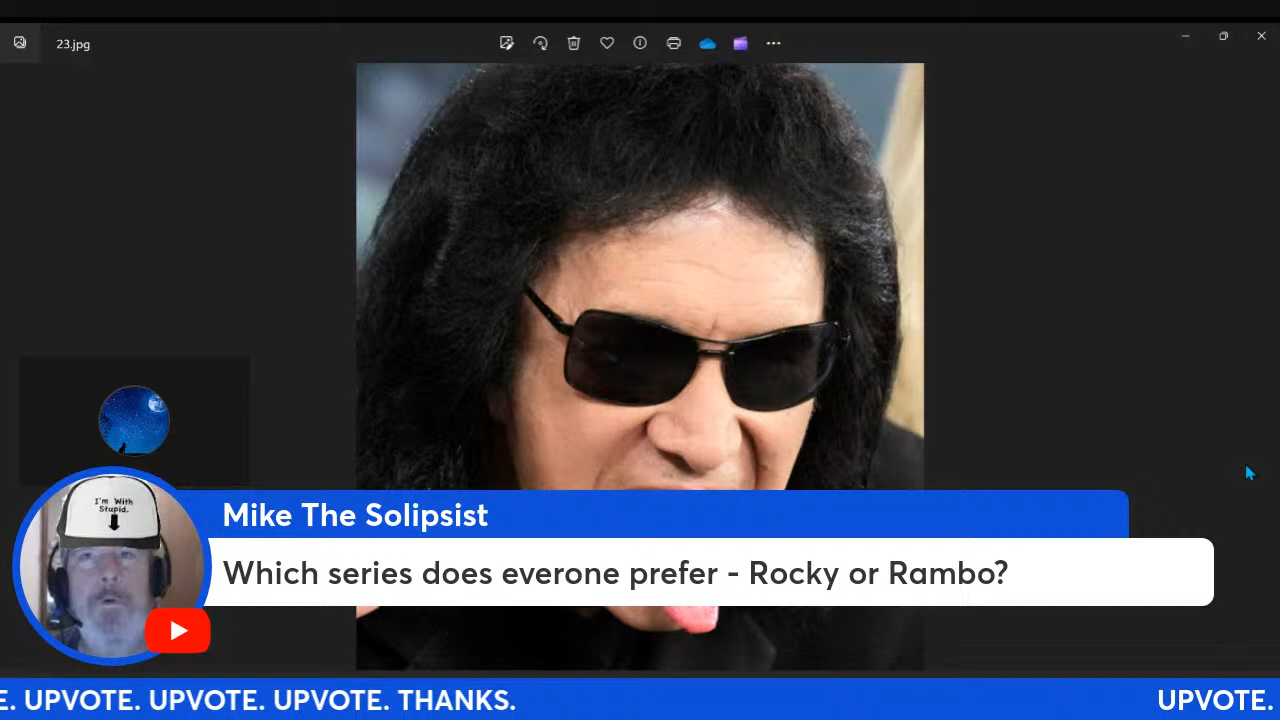 23.jpg
I'm With
Stupid.
Mike The Solipsist
Which series does everone prefer - Rocky or Rambo?
E. UPVOTE. UPVOTE. UPVOTE. THANKS.
UPVOTE.